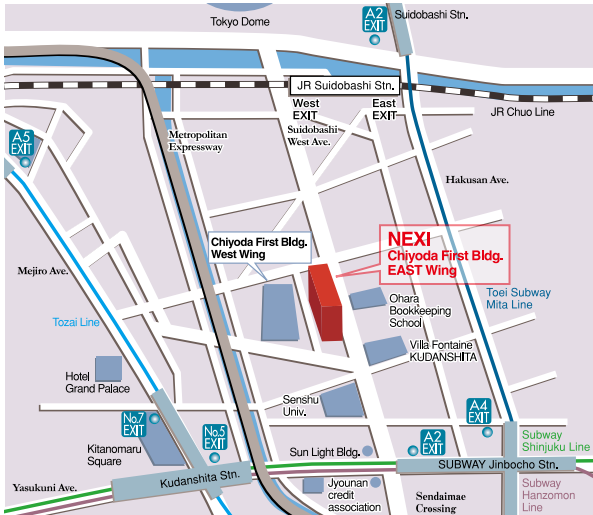 Tokyo Dome
A2
EXIT
Suidobashi Stn.
JR Suidobashi Stn.
West
EXIT
East
EXIT
JR Chuo Line
Suidobashi
West Ave.
Metropolitan
Expressway
A5
EXIT
Hakusan Ave.
NEXI
Chiyoda First Bldg.
EAST Wing
Chiyoda First Bldg.
West Wing
Mejiro Ave.
Toei Subway
Mita Line
Ohara
Bookkeeping
School
Tozai Line
Villa Fontaine
KUDANSHITA
Hotel
Grand Palace
Senshu
Univ.
A4
EXIT
No.7
EXIT
No.5
EXIT
A2
EXIT
Subway
Shinjuku Line
Kitanomaru
Square
Sun Light Bldg.
SUBWAY Jinbocho Stn.
Kudanshita Stn.
Yasukuni Ave.
Jyounan
credit
association
Sendaimae
Crossing
Subway
Hanzomon
Line